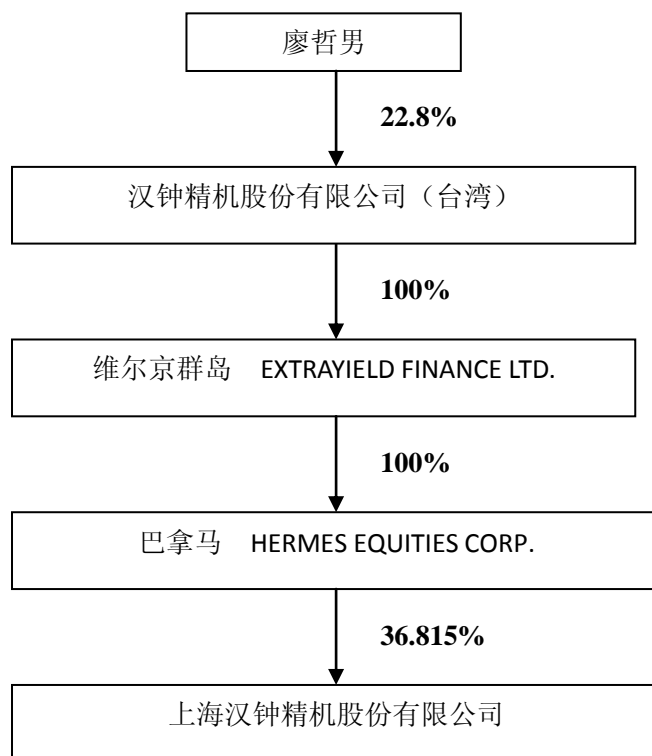 廖哲男
22.8%
汉钟精机股份有限公司（台湾）
100%
维尔京群岛 EXTRAYIELD FINANCE LTD.
100%
巴拿马 HERMES EQUITIES CORP.
36.815%
上海汉钟精机股份有限公司